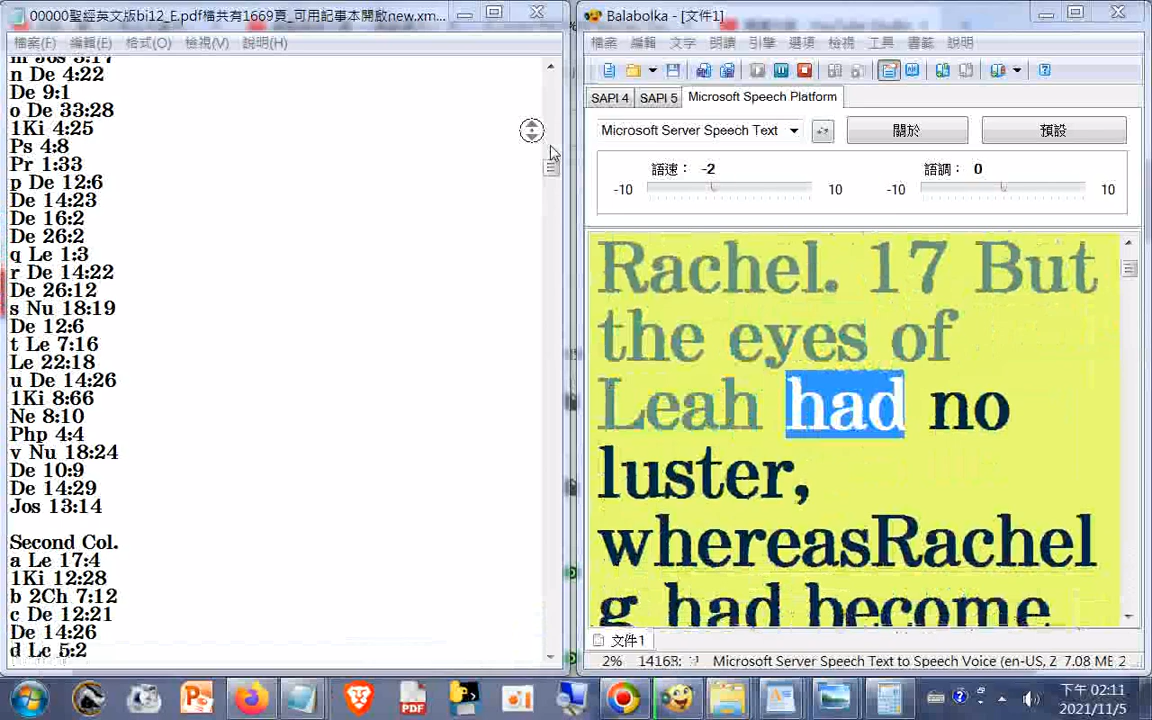 00000聖經英文版bi12_E.pdf檔共有1669頁_可用記事本開啟new.xm...
檔案(F) 編輯(E) 格式(O) 檢視(V) 說明(H)
m Jos 3:17
n De 4:22
De 9:1
o De 33:28
1Ki 4:25
Ps 4:8
Pr 1:33
p De 12:6
De 14:23
De 16:2
De 26:2
q Le 1:3
r De 14:22
De 26:12
s Nu 18:19
De 12:6
t Le 7:16
Le 22:18
u De 14:26
1Ki 8:66
Ne 8:10
Php 4:4
v Nu 18:24
De 10:9
De 14:29
Jos 13:14
Second Col.
a Le 17:4
1Ki 12:28
b 2Ch 7:12
c De 12:21
De 14:26
d Le 5:2
Balabolka - [文件1]
檔案 編輯 文字 朗讀 引擎 選項 檢視 工具 書籤 說明
SAPI 4 SAPI 5 Microsoft Speech Platform
Microsoft Server Speech Text 關於 預設
語速： -2 語調： 0
-10 10 -10 10
Rachel. 17 But
the eyes of
Leah had no
luster,
whereasRachel
g had become
文件1
2% 1416 Microsoft Server Speech Text to Speech Voice (en-US, Z 7.08 ME 2
PDF
下午 02:11
2021/11/5